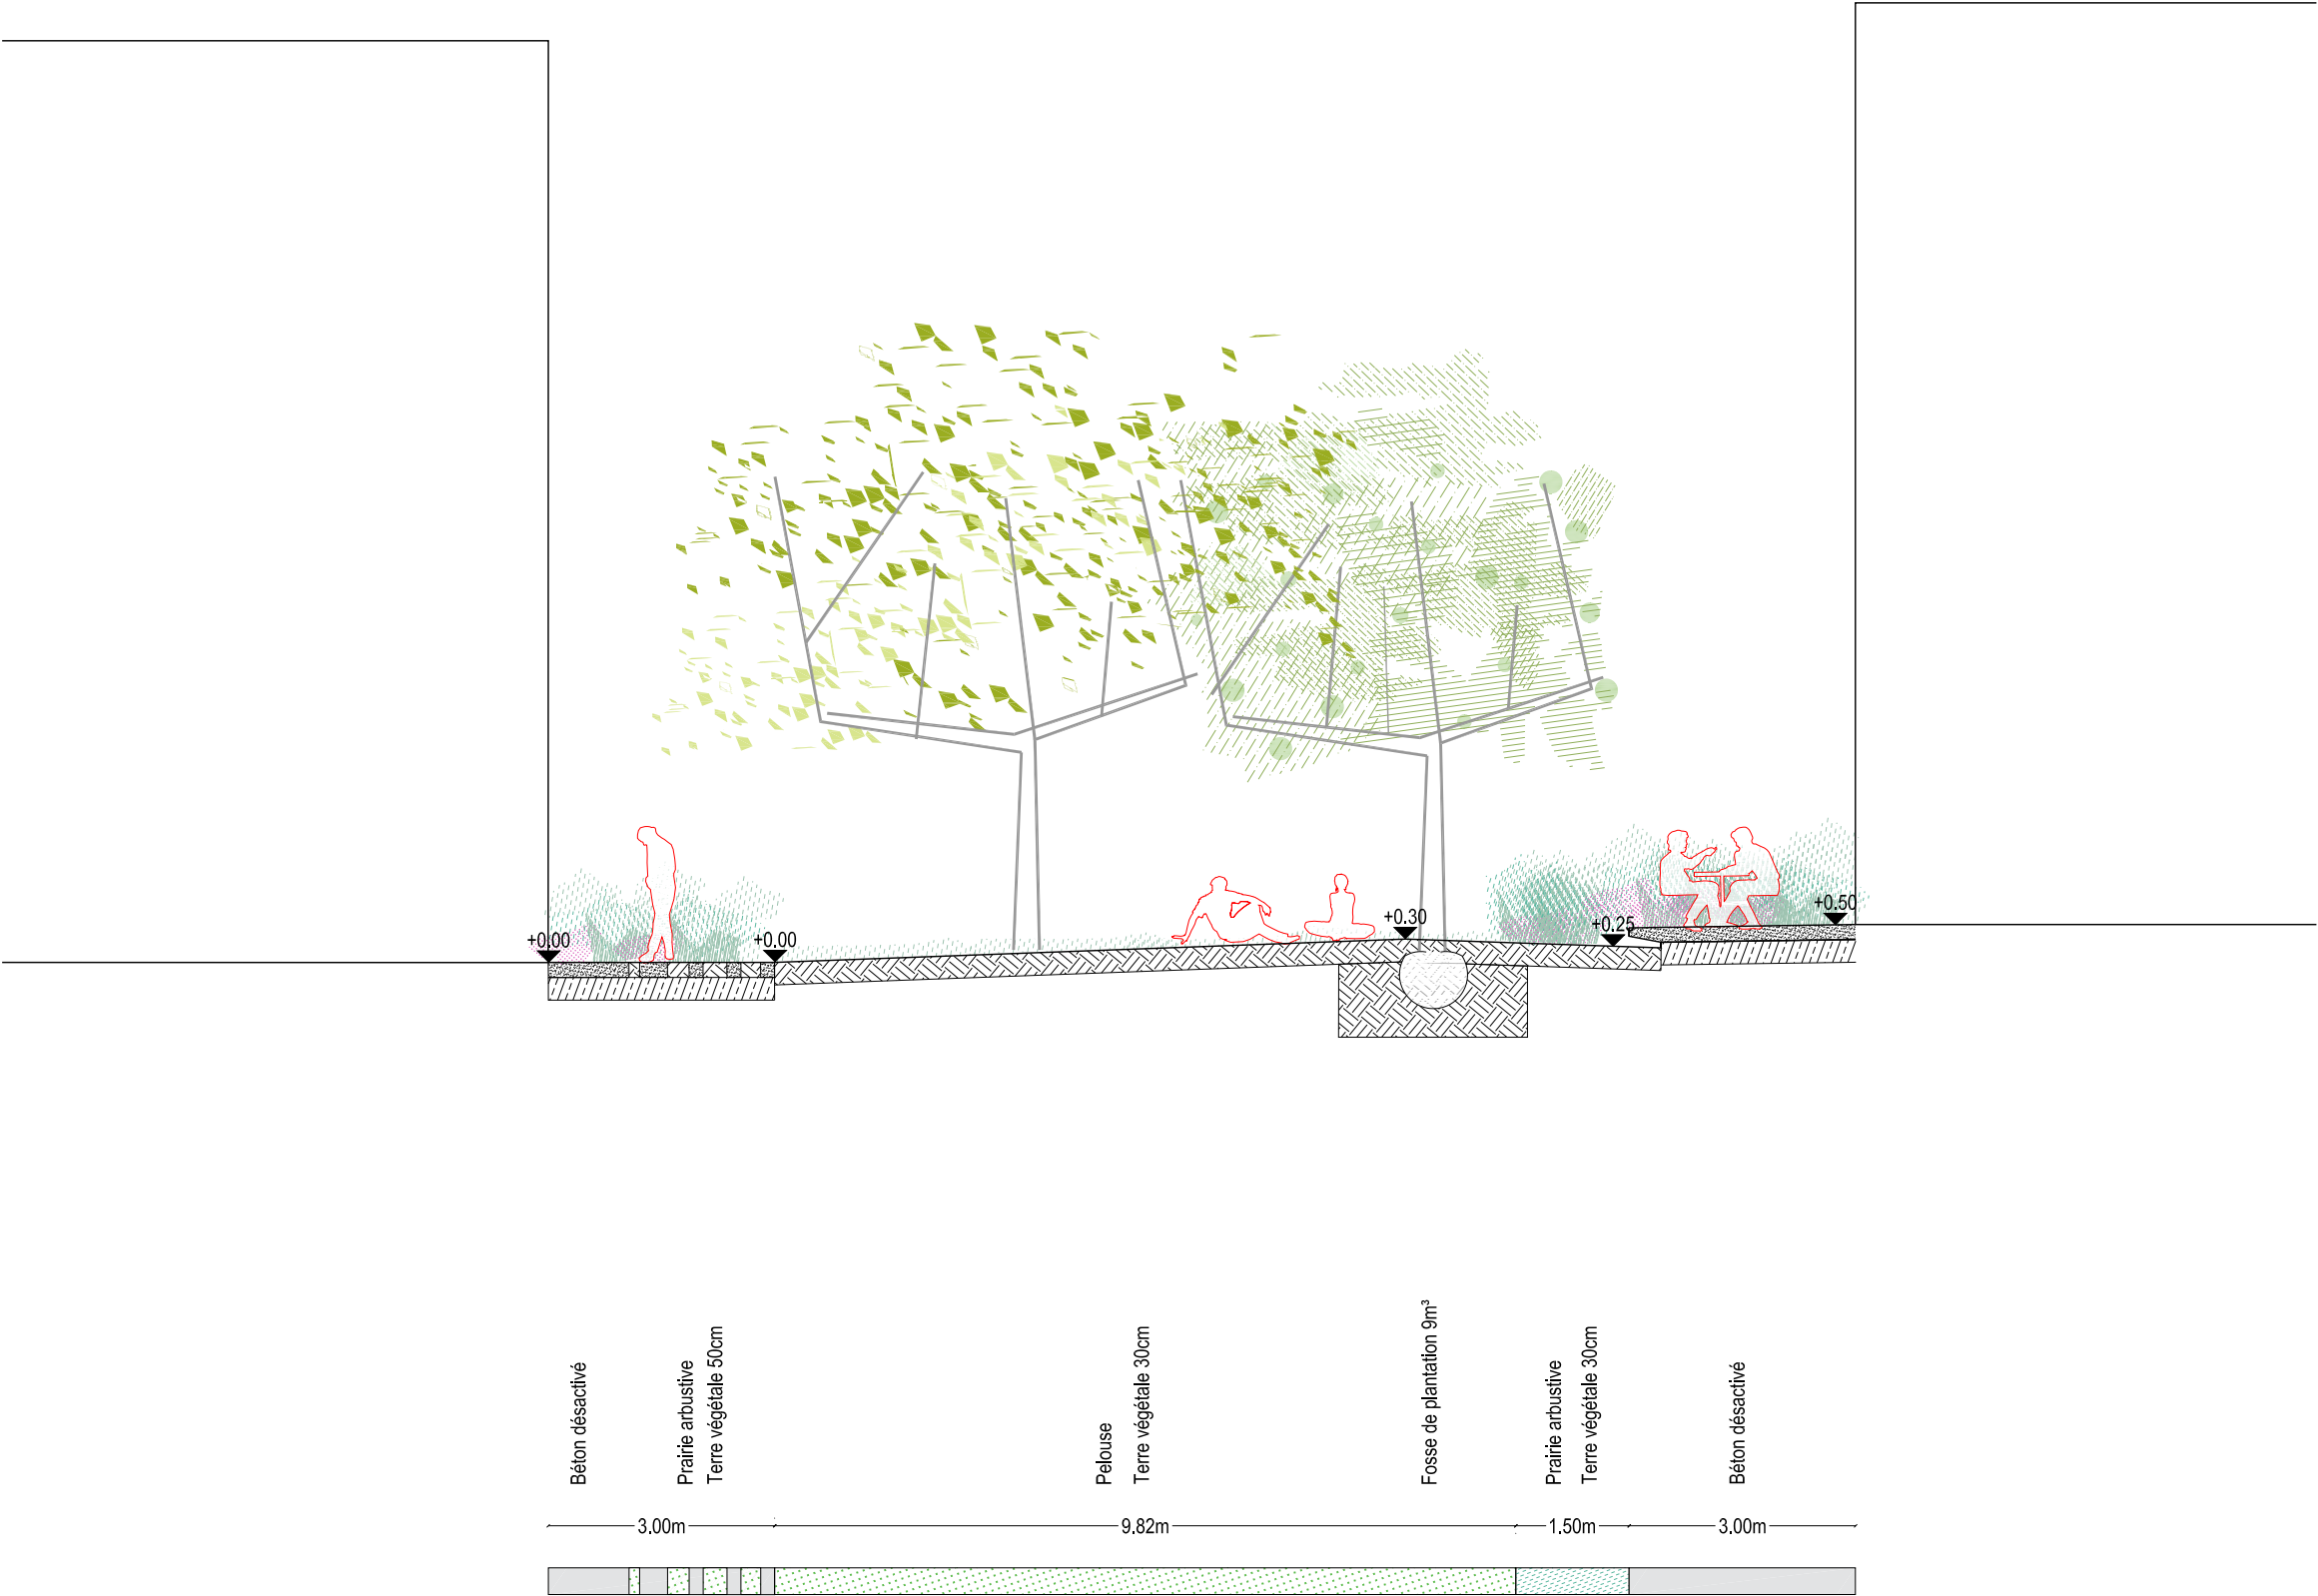 +0.00
+0.00
+0.30
+0.25
+0.50
Béton désactivé
Prairie arbustive
Terre végétale 50cm
Pelouse
Terre végétale 30cm
Fosse de plantation 9m³
Prairie arbustive
Terre végétale 30cm
Béton désactivé
3.00m
9.82m
1.50m
3.00m